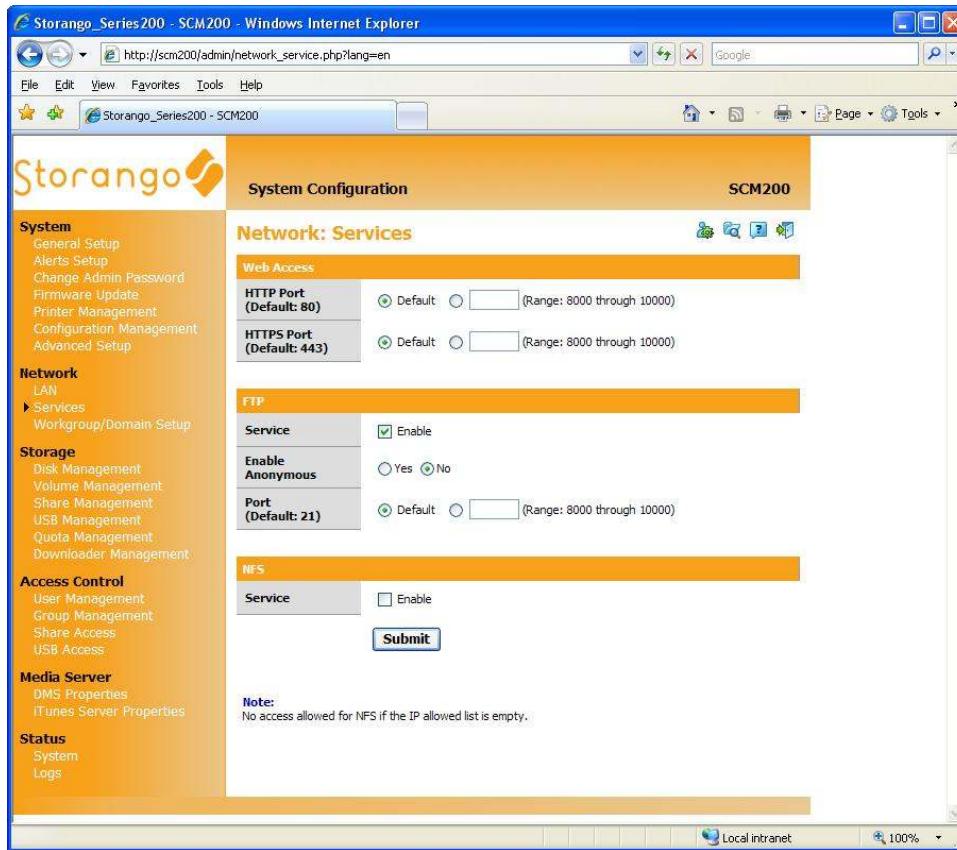 Storango_Series200 - SCM200 - Windows Internet Explorer
http://scm200/admin/network_service.php?lang=en
Google
File Edit View Favorites Tools Help
Storango_Series200 - SCM200
Page Tools
Storango
System Configuration
SCM200
System
General Setup
Alerts Setup
Change Admin Password
Firmware Update
Printer Management
Configuration Management
Advanced Setup
Network
LAN
Services
Workgroup/Domain Setup
Storage
Disk Management
Volume Management
Share Management
USB Management
Quota Management
Downloader Management
Access Control
User Management
Group Management
Share Access
USB Access
Media Server
DMS Properties
iTunes Server Properties
Status
System
Logs
Network: Services
Web Access
HTTP Port
(Default: 80)
Default (Range: 8000 through 10000)
HTTPS Port
(Default: 443)
Default (Range: 8000 through 10000)
FTP
Service
Enable
Enable
Anonymous
Yes No
Port
(Default: 21)
Default (Range: 8000 through 10000)
NFS
Service
Enable
Submit
Note:
No access allowed for NFS if the IP allowed list is empty.
Local intranet
100%